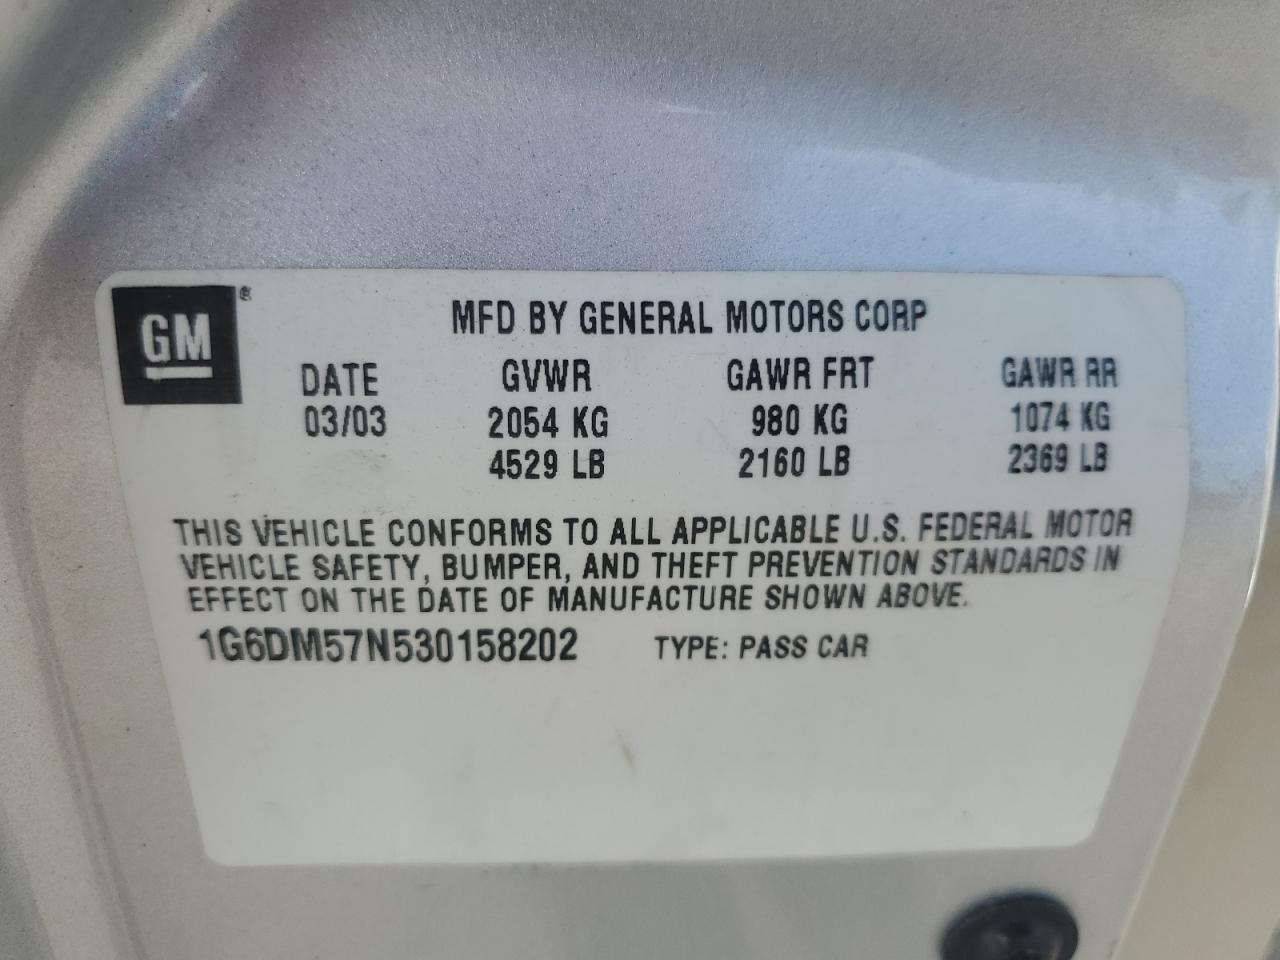 GM ®
MFD BY GENERAL MOTORS CORP
DATE GVWR GAWR FRT GAWR RR
03/03 2054 KG 980 KG 1074 KG
4529 LB 2160 LB 2369 LB
THIS VEHICLE CONFORMS TO ALL APPLICABLE U.S. FEDERAL MOTOR
VEHICLE SAFETY, BUMPER, AND THEFT PREVENTION STANDARDS IN
EFFECT ON THE DATE OF MANUFACTURE SHOWN ABOVE.
1G6DM57N530158202 TYPE: PASS CAR